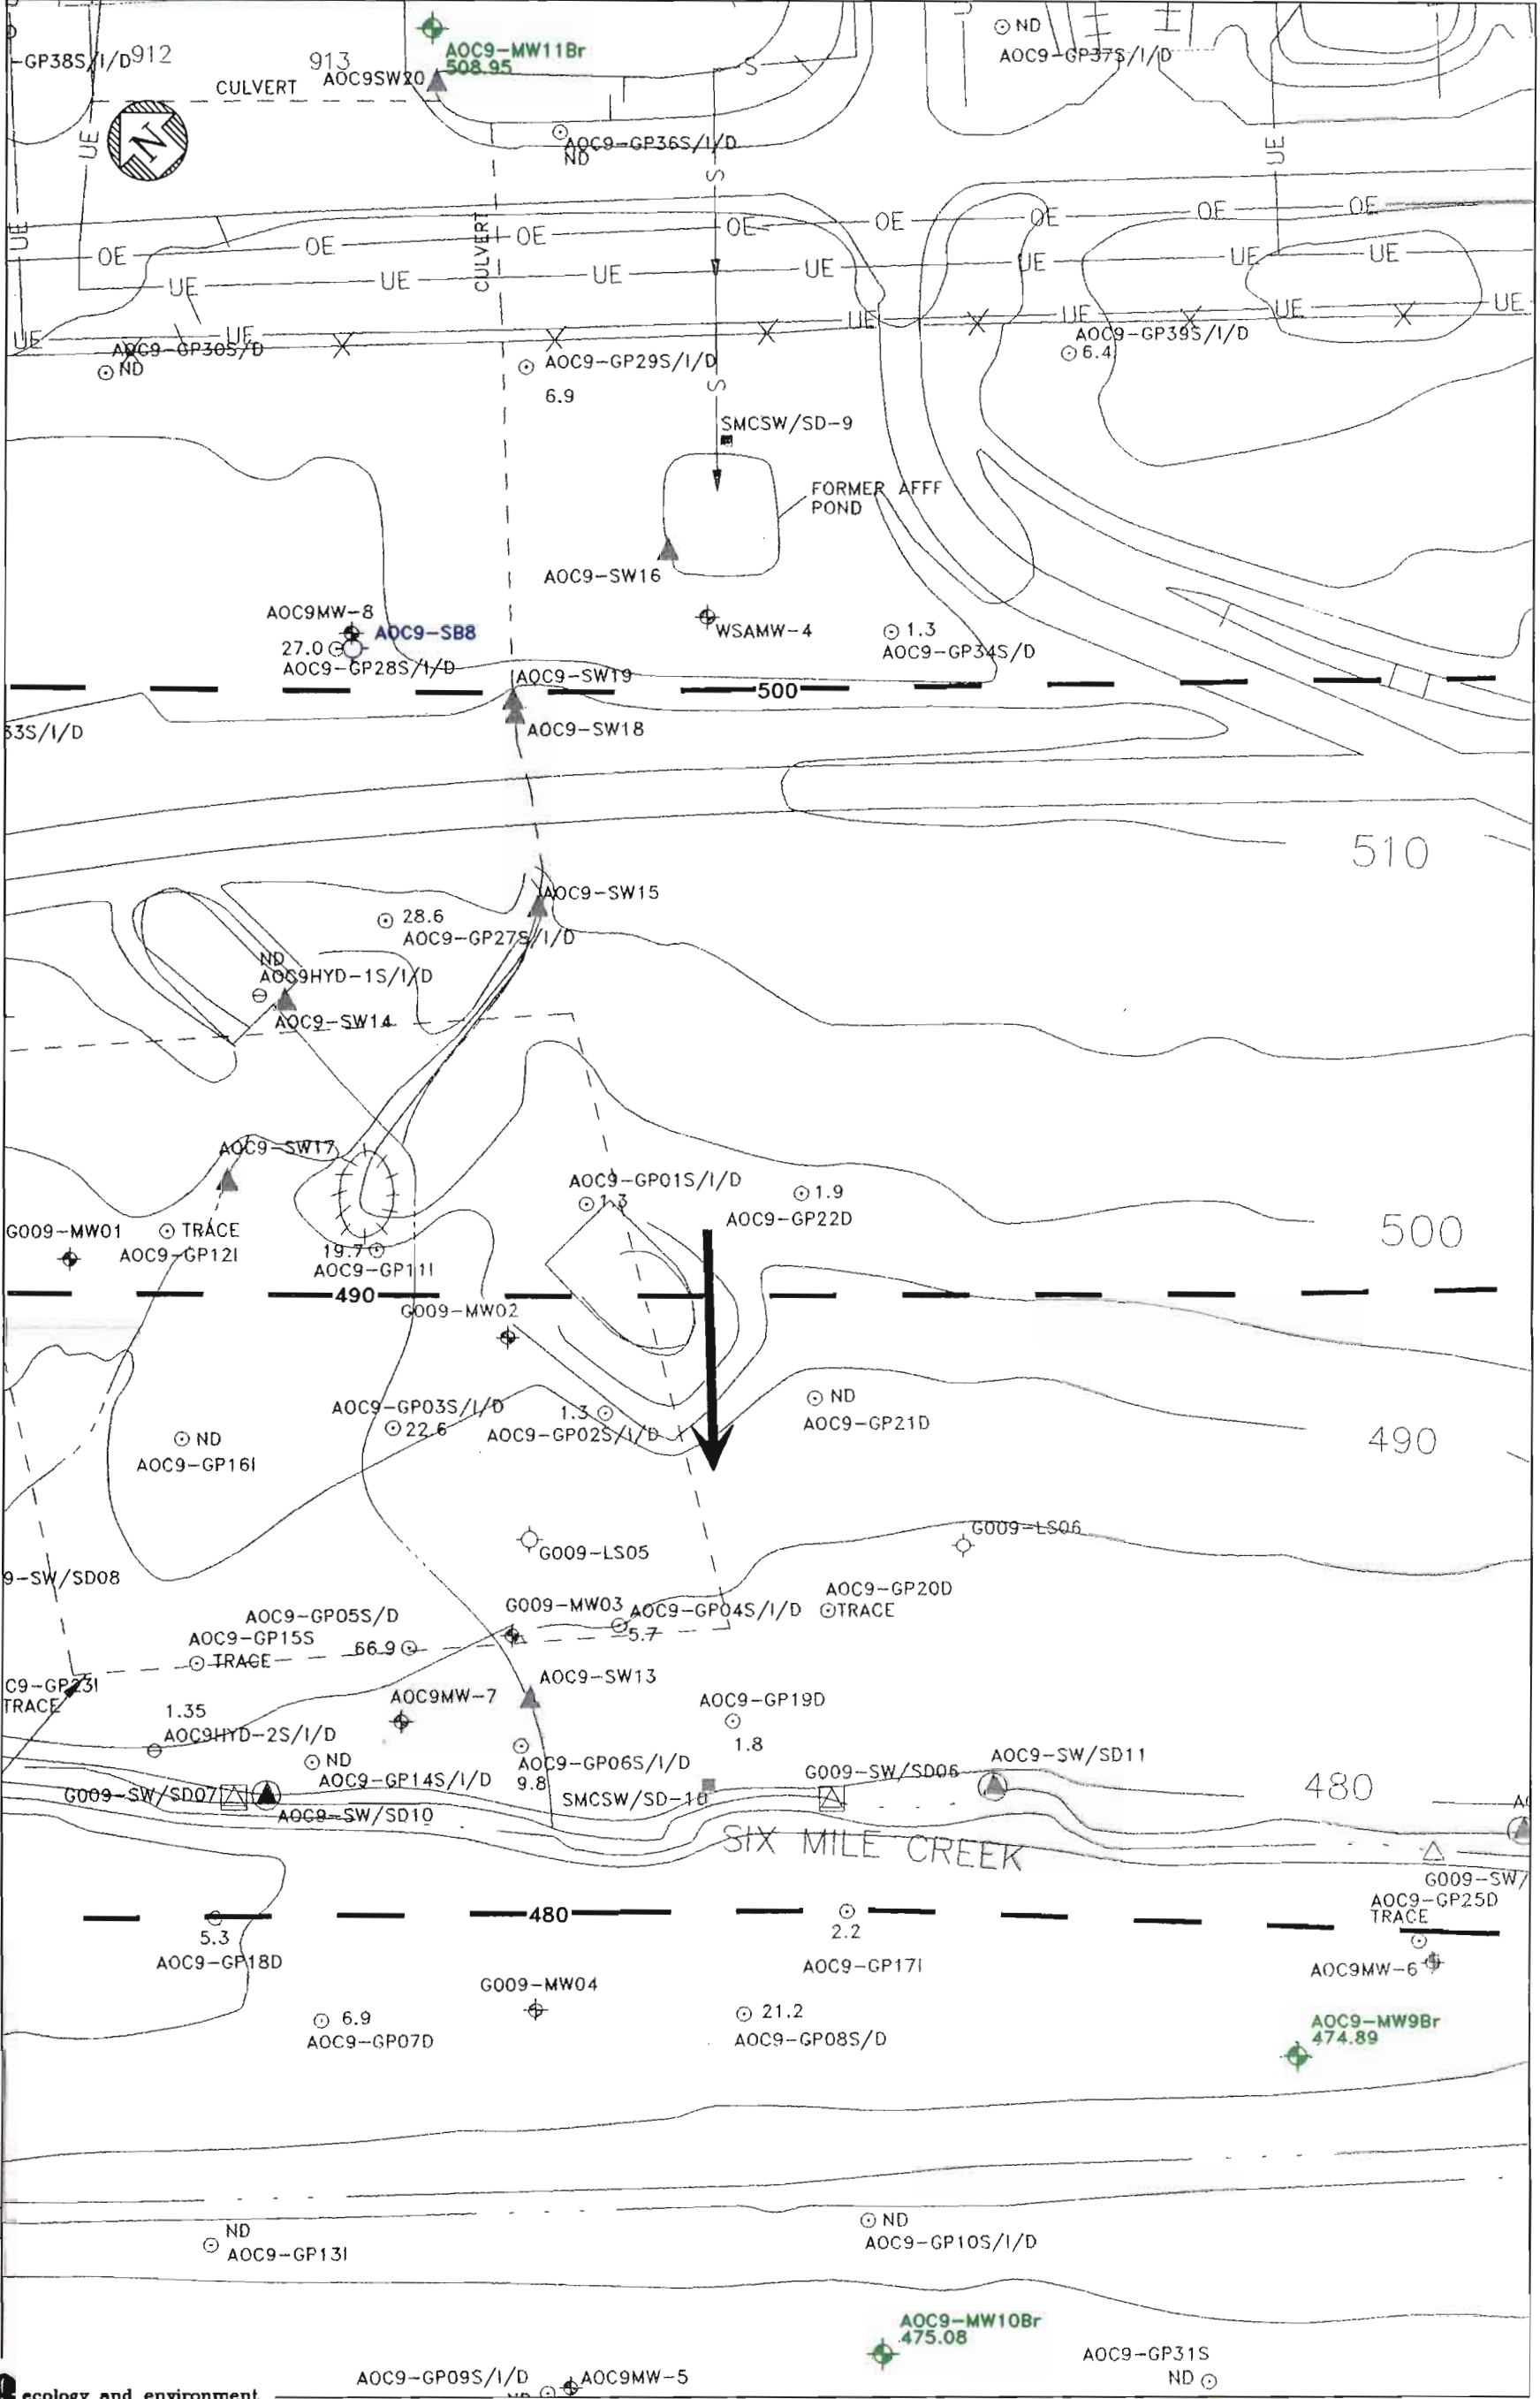 ND
AOC9-MW11Br
508.95
-GP38S/I/D
912
913
AOC9-GP37S/I/D
AOC9SW20
CULVERT
S
UE
N
AOC9-GP36S/I/D
ND
UE
S
OE
OE
OE
OE
OE
OE
OE
UE
CULVERT
UE
UE
UE
UE
UE
UE
UE
UE
UE
UE
UE
UE
UE
AOC9-GP39S/I/D
6.4
AOC9-GP30S/D
ND
AOC9-GP29S/I/D
6.9
S
SMCSW/SD-9
FORMER AFFF
POND
AOC9-SW16
AOC9MW-8
AOC9-SB8
27.0
AOC9-GP28S/I/D
WSAMW-4
1.3
AOC9-GP34S/D
AOC9-SW19
500
AOC9-SW18
33S/I/D
510
AOC9-SW15
28.6
AOC9-GP27S/I/D
ND
AOC9HYD-1S/I/D
AOC9-SW14
AOC9-SW17
AOC9-GP01S/I/D
1.3
1.9
AOC9-GP22D
G009-MW01
TRACE
AOC9-GP12I
19.7
AOC9-GP11I
500
490
G009-MW02
AOC9-GP03S/I/D
22.6
1.3
AOC9-GP02S/I/D
ND
AOC9-GP21D
490
ND
AOC9-GP16I
G009-LS05
G009-LS06
9-SW/SD08
AOC9-GP20D
TRACE
G009-MW03
AOC9-GP04S/I/D
5.7
AOC9-GP05S/D
66.9
AOC9-GP15S
TRACE
C9-GP23I
TRACE
AOC9-SW13
AOC9MW-7
AOC9-GP19D
1.8
1.35
AOC9HYD-2S/I/D
ND
AOC9-GP14S/I/D
AOC9-GP06S/I/D
9.8
SMCSW/SD-10
G009-SW/SD06
AOC9-SW/SD11
480
G009-SW/SD07
AOC9-SW/SD10
SIX MILE CREEK
G009-SW/
AOC9-GP25D
TRACE
480
5.3
AOC9-GP18D
2.2
AOC9-GP17I
AOC9MW-6
G009-MW04
6.9
AOC9-GP07D
21.2
AOC9-GP08S/D
AOC9-MW9Br
474.89
ND
AOC9-GP13I
ND
AOC9-GP10S/I/D
AOC9-MW10Br
475.08
AOC9-GP31S
ND
AOC9-GP09S/I/D
AOC9MW-5
ecology and environment